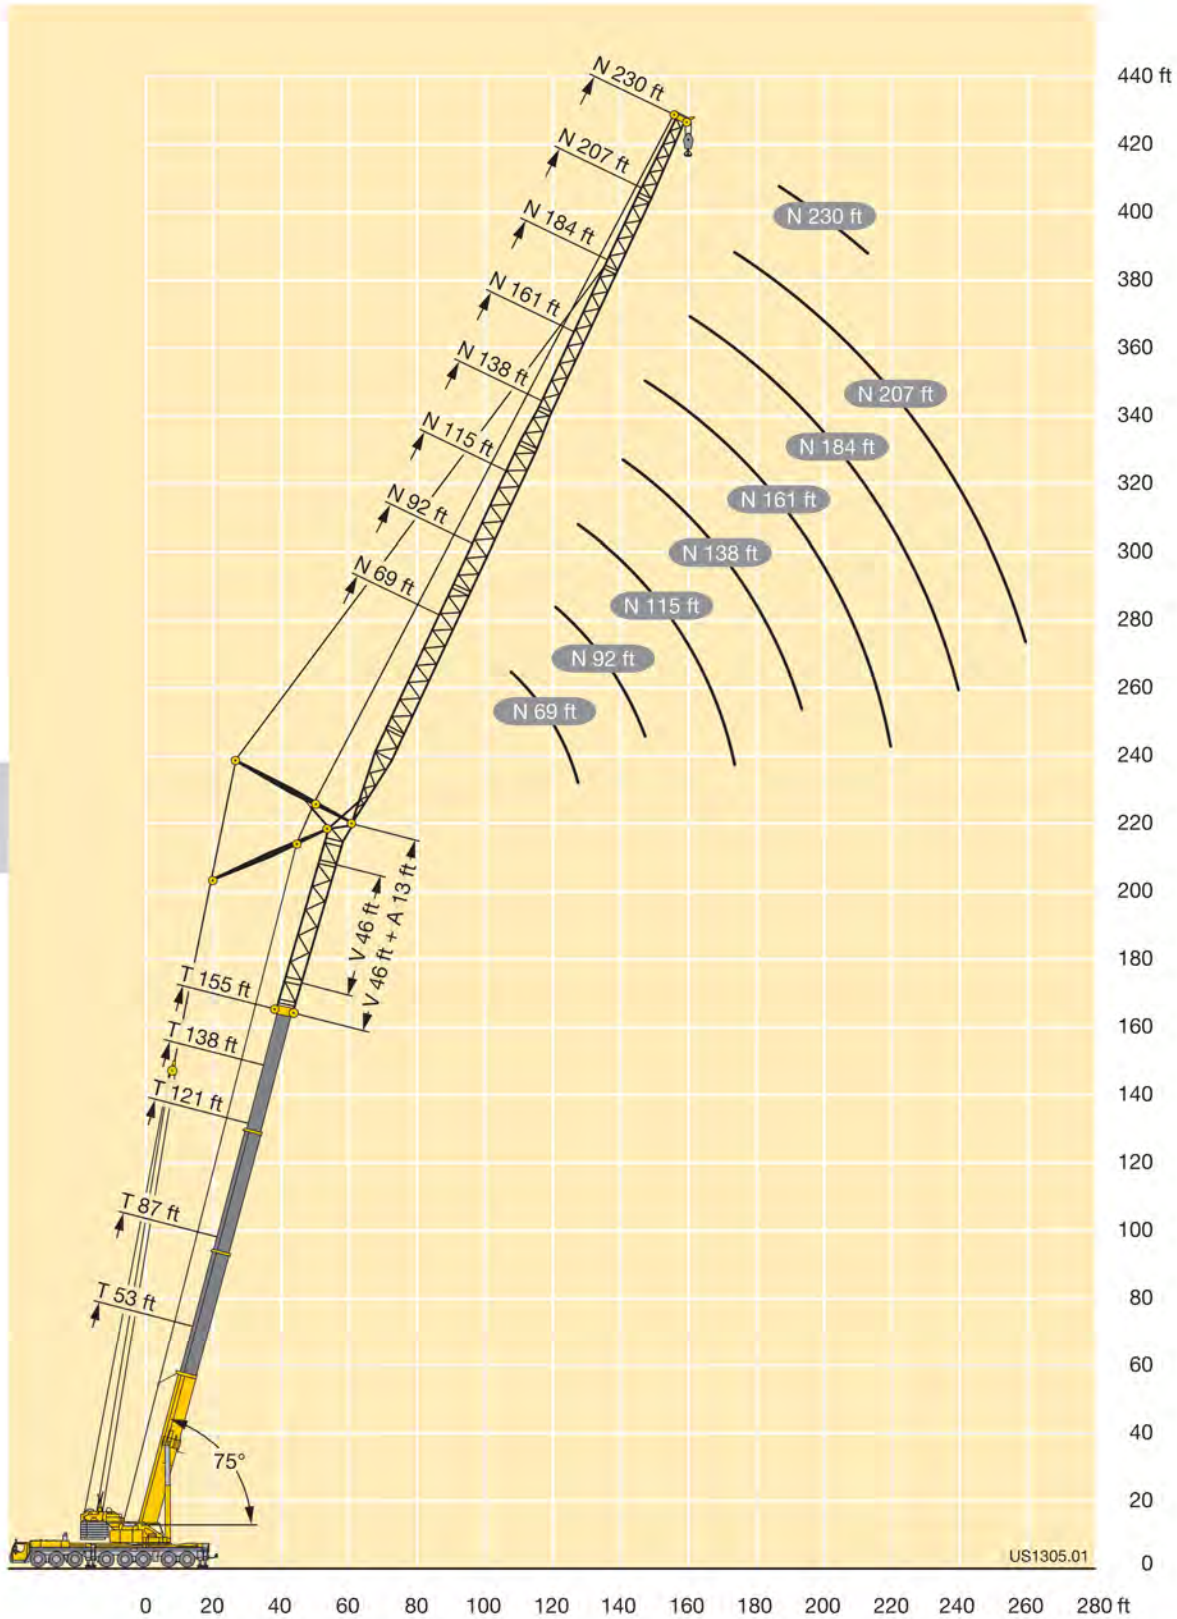 440 ft
N 230 ft
420
N 207 ft
N 230 ft
400
N 184 ft
380
N 161 ft
360
N 138 ft
N 207 ft
340
N 115 ft
N 184 ft
320
N 92 ft
N 161 ft
300
N 138 ft
N 69 ft
280
N 115 ft
260
N 92 ft
N 69 ft
240
220
200
V 46 ft
V 46 ft + A 13 ft
180
T 155 ft
160
T 138 ft
140
T 121 ft
120
T 87 ft
100
T 53 ft
80
60
40
75°
20
US1305.01
0
0 20 40 60 80 100 120 140 160 180 200 220 240 260 280 ft